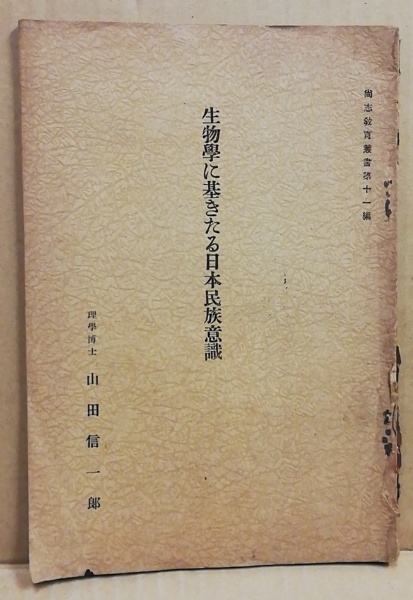 尚志教育叢書第十一編
生物學に基きたる日本民族意識
理學博士 山田信一郎